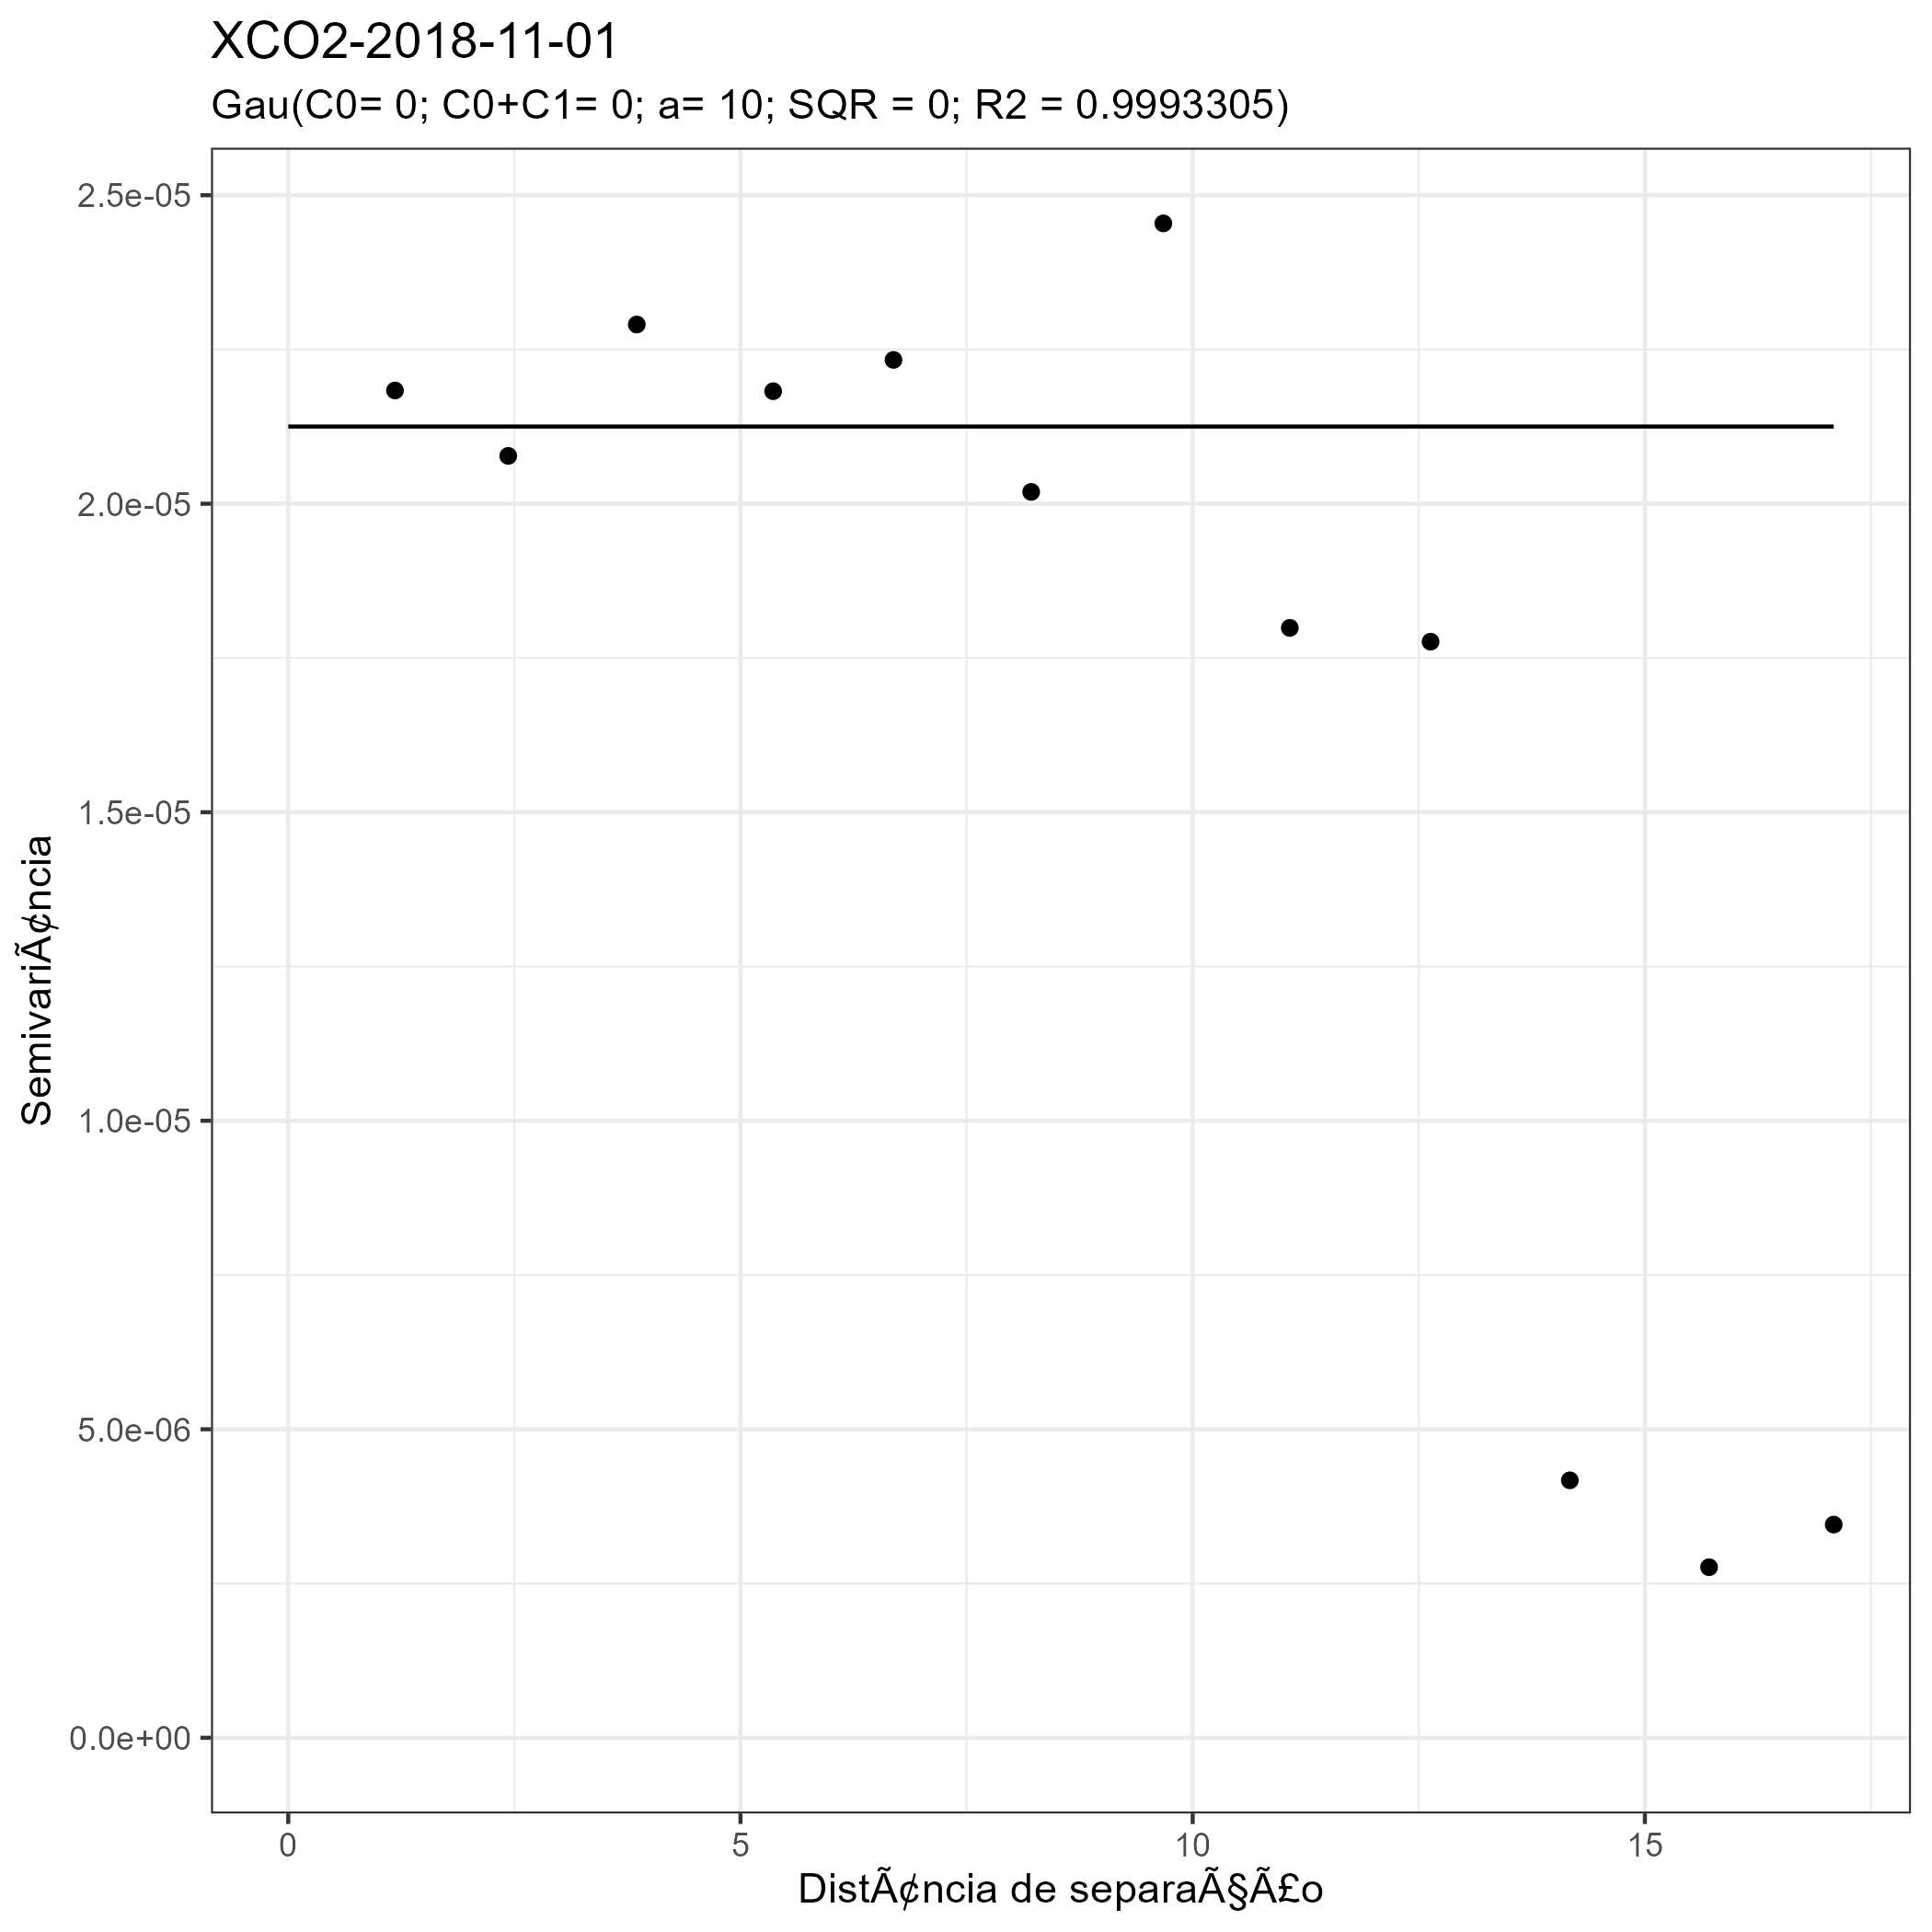 XCO2-2018-11-01
Gau(C0= 0; C0+C1= 0; a= 10; SQR = 0; R2 = 0.9993305)
2.5e-05
2.0e-05
1.5e-05
1.0e-05
5.0e-06
0.0e+00
SemivariÃ¢ncia
0
5
10
15
DistÃ¢ncia de separaÃ§Ã£o